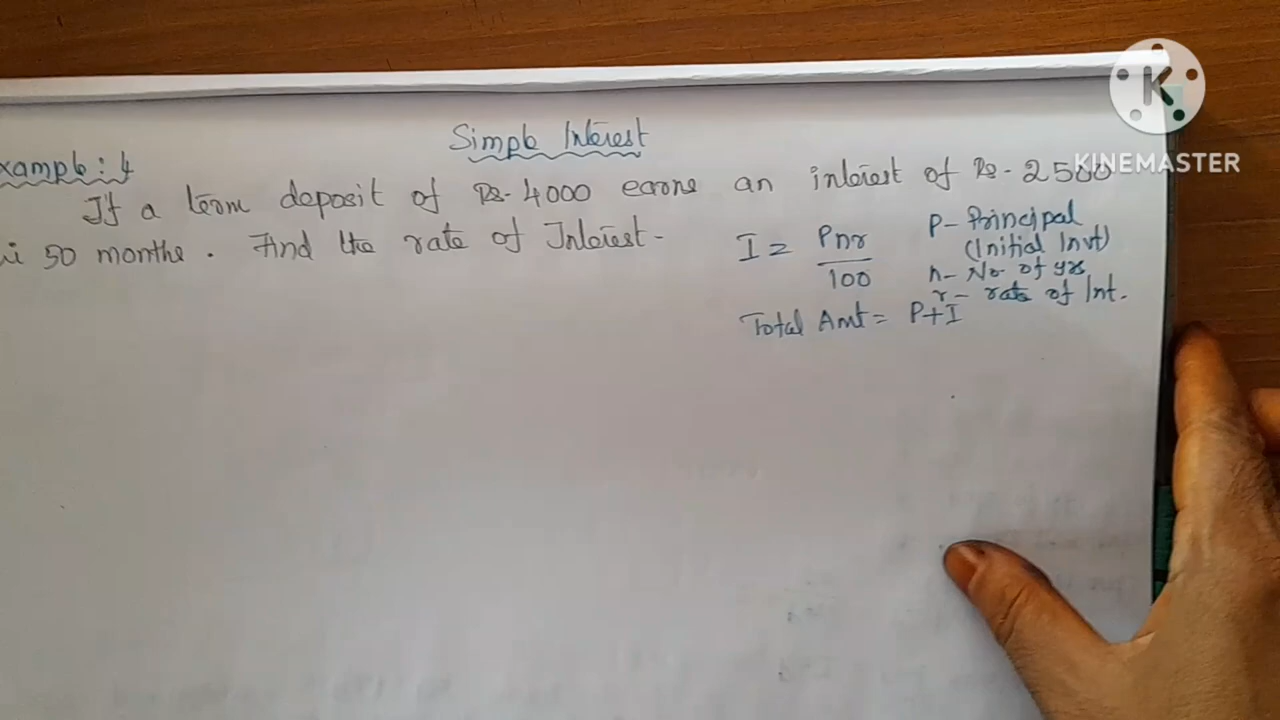 Simple Interest
xample: 4
If a term deposit of Rs. 4000 earns an interest of Rs. 2500
in 50 months. Find the rate of Interest.
I = Pnr
100
P- Principal
(Initial Invt)
n- No of yrs
r- rate of Int.
Total Amt = P+I
K
KINEMASTER